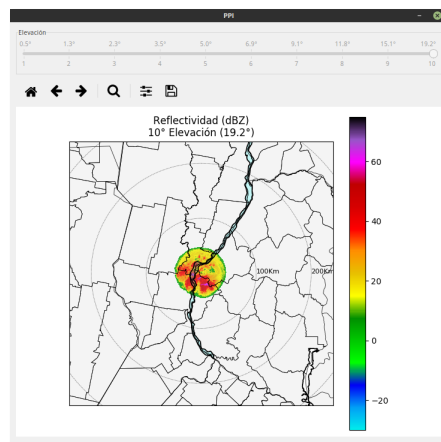 PPI
Elevación
0.5° 1.3° 2.3° 3.5° 5.0° 6.9° 9.1° 11.8° 15.1° 19.2°
1 2 3 4 5 6 7 8 9 10
Reflectividad (dBZ)
10° Elevación (19.2°)
60
40
20
0
−20
100Km
200Km